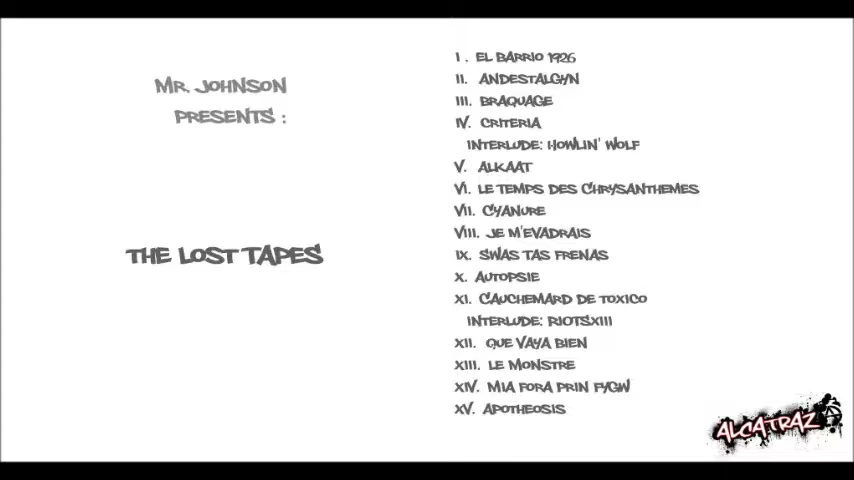 MR. JOHNSON
PRESENTS :
THE LOST TAPES
I . EL BARRIO 1926
II. ANDESTALGYN
III. BRAQUAGE
IV. CRITERIA
INTERLUDE: HOWLIN' WOLF
V. ALKAAT
VI. LE TEMPS DES CHRYSANTHEMES
VII. CYANURE
VIII. JE M'EVADRAIS
IX. SWAS TAS FRENAS
X. AUTOPSIE
XI. CAUCHEMARD DE TOXICO
INTERLUDE: RIOTSXIII
XII. QUE VAYA BIEN
XIII. LE MONSTRE
XIV. MIA FORA PRIN FYGW
XV. APOTHEOSIS
ALCATRAZ